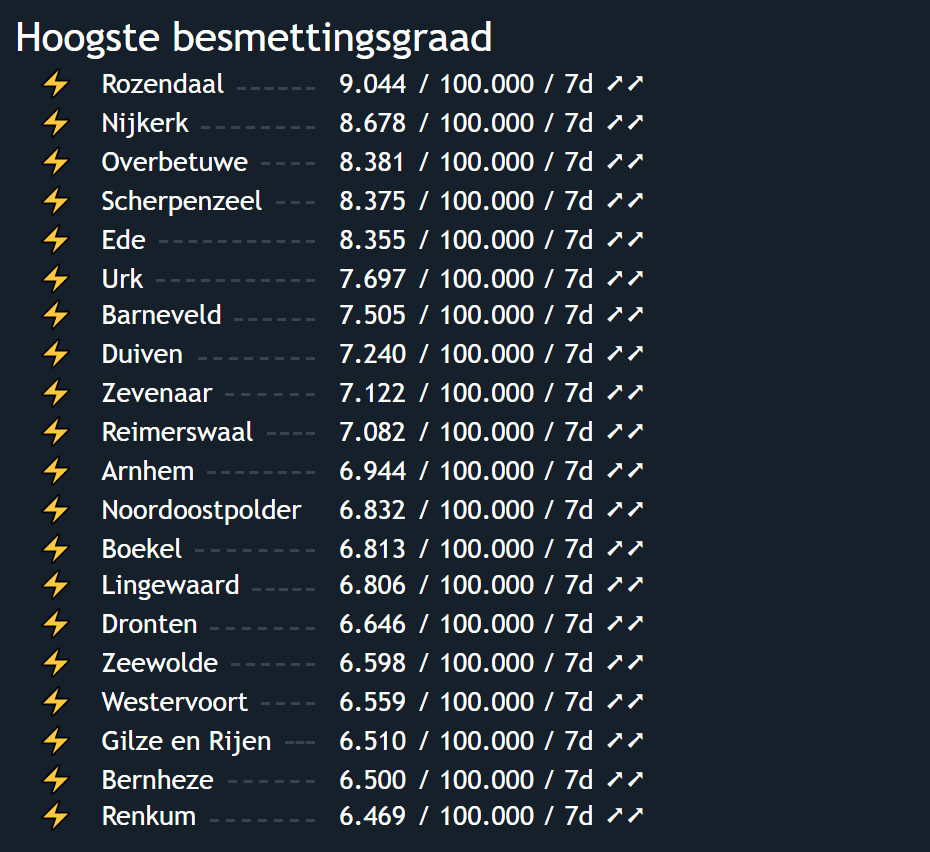 Hoogste besmettingsgraad
⚡ Rozendaal ------ 9.044 / 100.000 / 7d ➚➚
⚡ Nijkerk --------- 8.678 / 100.000 / 7d ➚➚
⚡ Overbetuwe ---- 8.381 / 100.000 / 7d ➚➚
⚡ Scherpenzeel --- 8.375 / 100.000 / 7d ➚➚
⚡ Ede ------------ 8.355 / 100.000 / 7d ➚➚
⚡ Urk ------------ 7.697 / 100.000 / 7d ➚➚
⚡ Barneveld ------ 7.505 / 100.000 / 7d ➚➚
⚡ Duiven --------- 7.240 / 100.000 / 7d ➚➚
⚡ Zevenaar ------- 7.122 / 100.000 / 7d ➚➚
⚡ Reimerswaal ---- 7.082 / 100.000 / 7d ➚➚
⚡ Arnhem -------- 6.944 / 100.000 / 7d ➚➚
⚡ Noordoostpolder 6.832 / 100.000 / 7d ➚➚
⚡ Boekel --------- 6.813 / 100.000 / 7d ➚➚
⚡ Lingewaard ----- 6.806 / 100.000 / 7d ➚➚
⚡ Dronten -------- 6.646 / 100.000 / 7d ➚➚
⚡ Zeewolde ------ 6.598 / 100.000 / 7d ➚➚
⚡ Westervoort ---- 6.559 / 100.000 / 7d ➚➚
⚡ Gilze en Rijen --- 6.510 / 100.000 / 7d ➚➚
⚡ Bernheze ------- 6.500 / 100.000 / 7d ➚➚
⚡ Renkum -------- 6.469 / 100.000 / 7d ➚➚